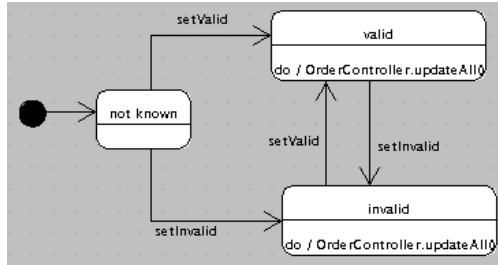 setValid
valid
do / OrderController.updateAll()
not known
setValid
setInvalid
invalid
setInvalid
do / OrderController.updateAll()